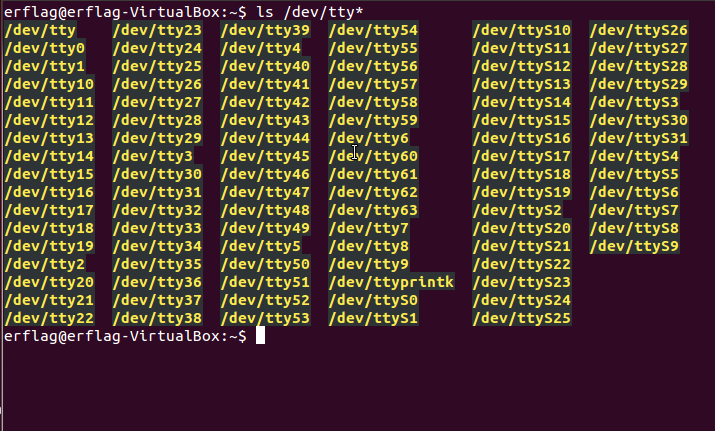 erflag@erflag-VirtualBox:~$ ls /dev/tty*
/dev/tty /dev/tty23 /dev/tty39 /dev/tty54 /dev/ttyS10 /dev/ttyS26
/dev/tty0 /dev/tty24 /dev/tty4 /dev/tty55 /dev/ttyS11 /dev/ttyS27
/dev/tty1 /dev/tty25 /dev/tty40 /dev/tty56 /dev/ttyS12 /dev/ttyS28
/dev/tty10 /dev/tty26 /dev/tty41 /dev/tty57 /dev/ttyS13 /dev/ttyS29
/dev/tty11 /dev/tty27 /dev/tty42 /dev/tty58 /dev/ttyS14 /dev/ttyS3
/dev/tty12 /dev/tty28 /dev/tty43 /dev/tty59 /dev/ttyS15 /dev/ttyS30
/dev/tty13 /dev/tty29 /dev/tty44 /dev/tty6 /dev/ttyS16 /dev/ttyS31
/dev/tty14 /dev/tty3 /dev/tty45 /dev/tty60 /dev/ttyS17 /dev/ttyS4
/dev/tty15 /dev/tty30 /dev/tty46 /dev/tty61 /dev/ttyS18 /dev/ttyS5
/dev/tty16 /dev/tty31 /dev/tty47 /dev/tty62 /dev/ttyS19 /dev/ttyS6
/dev/tty17 /dev/tty32 /dev/tty48 /dev/tty63 /dev/ttyS2 /dev/ttyS7
/dev/tty18 /dev/tty33 /dev/tty49 /dev/tty7 /dev/ttyS20 /dev/ttyS8
/dev/tty19 /dev/tty34 /dev/tty5 /dev/tty8 /dev/ttyS21 /dev/ttyS9
/dev/tty2 /dev/tty35 /dev/tty50 /dev/tty9 /dev/ttyS22
/dev/tty20 /dev/tty36 /dev/tty51 /dev/ttyprintk /dev/ttyS23
/dev/tty21 /dev/tty37 /dev/tty52 /dev/ttyS0 /dev/ttyS24
/dev/tty22 /dev/tty38 /dev/tty53 /dev/ttyS1 /dev/ttyS25
erflag@erflag-VirtualBox:~$